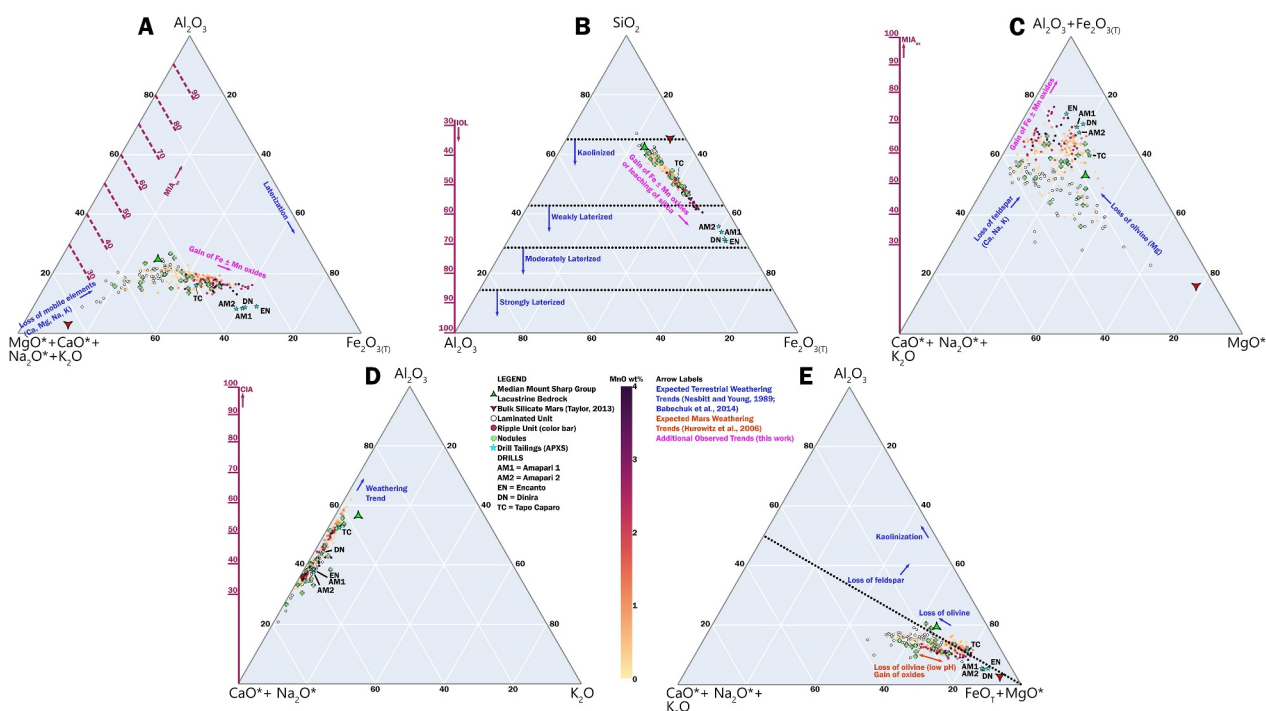 A
Al2O3
80
20
60
40
40
60
20
80
60
40
20
90
80
70
60
50
40
30
MIA
Laterization
Gain of Fe ± Mn oxides
Loss of mobile elements
(Ca, Mg, Na, K)
TC
AM2
DN
AM1
EN
MgO*+CaO*+
Na2O*+K2O
Fe2O3(T)
B
SiO2
80
20
60
40
40
60
20
80
60
40
20
30
IOL
40
50
60
70
80
90
100
Kaolinized
Gain of Fe ± Mn oxides
or leaching of silica
TC
Weakly Laterized
AM2
AM1
DN
EN
Moderately Laterized
Strongly Laterized
Al2O3
Fe2O3(T)
C
Al2O3+Fe2O3(T)
100
MIA
90
80
70
60
50
40
30
80
20
60
40
40
60
20
80
60
40
20
Gain of Fe ± Mn oxides
EN
AM1
DN
AM2
TC
Loss of feldspar
(Ca, Na, K)
Loss of olivine (Mg)
CaO*+ Na2O*+
K2O
MgO*
D
Al2O3
100
CIA
90
80
70
60
50
40
30
80
20
60
40
40
60
20
80
60
40
20
Weathering
Trend
TC
DN
EN
AM1
AM2
CaO*+ Na2O*
K2O
LEGEND
Median Mount Sharp Group
Lacustrine Bedrock
Bulk Silicate Mars (Taylor, 2013)
Laminated Unit
Ripple Unit (color bar)
Nodules
Drill Tailings (APXS)
DRILLS
AM1 = Amapari 1
AM2 = Amapari 2
EN = Encanto
DN = Dinira
TC = Tapo Caparo
MnO wt%
4
3
2
1
0
Arrow Labels
Expected Terrestrial Weathering
Trends (Nesbitt and Young, 1989;
Babechuk et al., 2014)
Expected Mars Weathering
Trends (Hurowitz et al., 2006)
Additional Observed Trends (this work)
E
Al2O3
80
20
60
40
40
60
20
80
60
40
20
Kaolinization
Loss of feldspar
Loss of olivine
TC
EN
AM1
AM2
DN
Loss of olivine (low pH)
Gain of oxides
CaO*+ Na2O*+
K2O
FeOT+MgO*